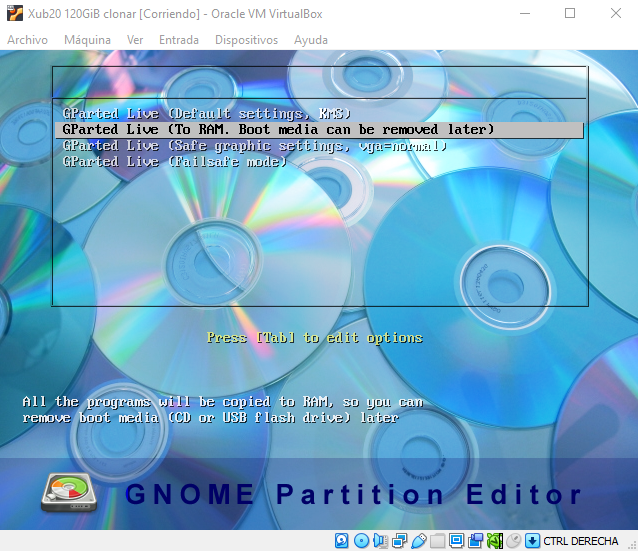 Xub20 120GiB clonar [Corriendo] - Oracle VM VirtualBox
Archivo Máquina Ver Entrada Dispositivos Ayuda
GParted Live (Default settings, KMS)
GParted Live (To RAM. Boot media can be removed later)
GParted Live (Safe graphic settings, vga=normal)
GParted Live (Failsafe mode)
Press [Tab] to edit options
All the programs will be copied to RAM, so you can
remove boot media (CD or USB flash drive) later
GNOME Partition Editor
CTRL DERECHA